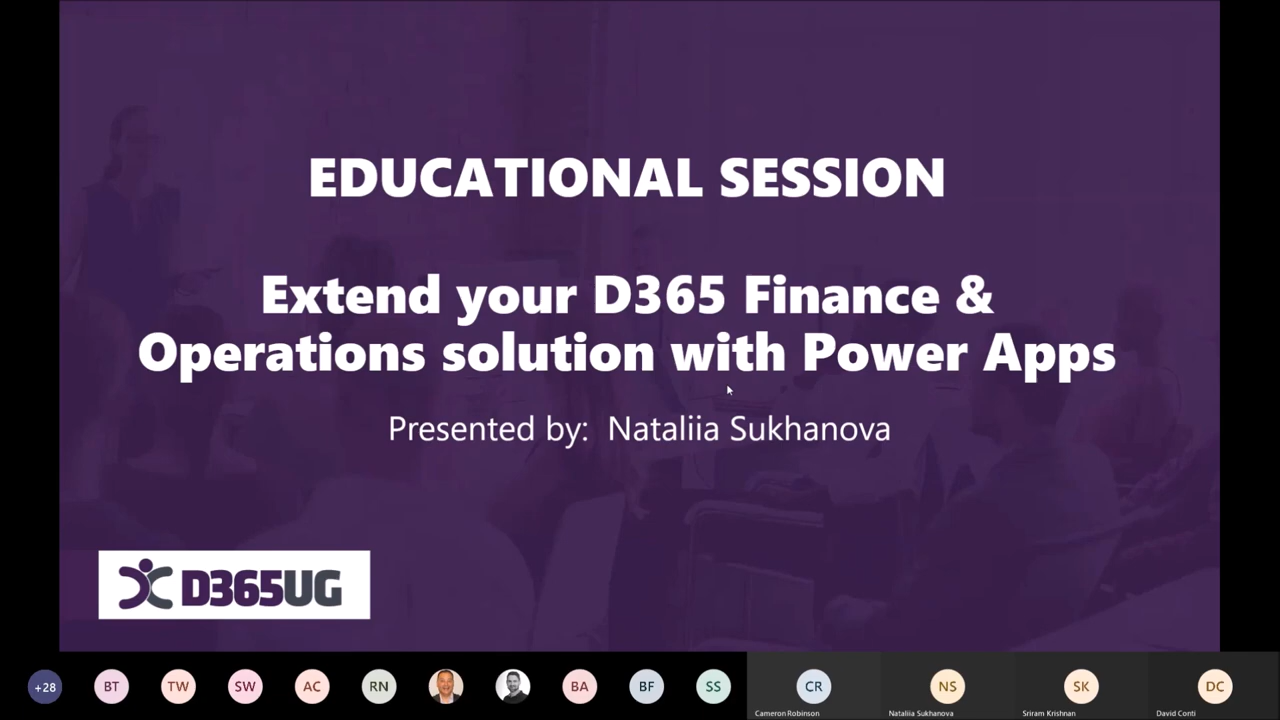 EDUCATIONAL SESSION
Extend your D365 Finance &
Operations solution with Power Apps
Presented by: Nataliia Sukhanova
D365UG
+28
BT
TW
SW
AC
RN
BA
BF
SS
CR
NS
SK
DC
Cameron Robinson
Nataliia Sukhanova
Sriram Krishnan
David Conti